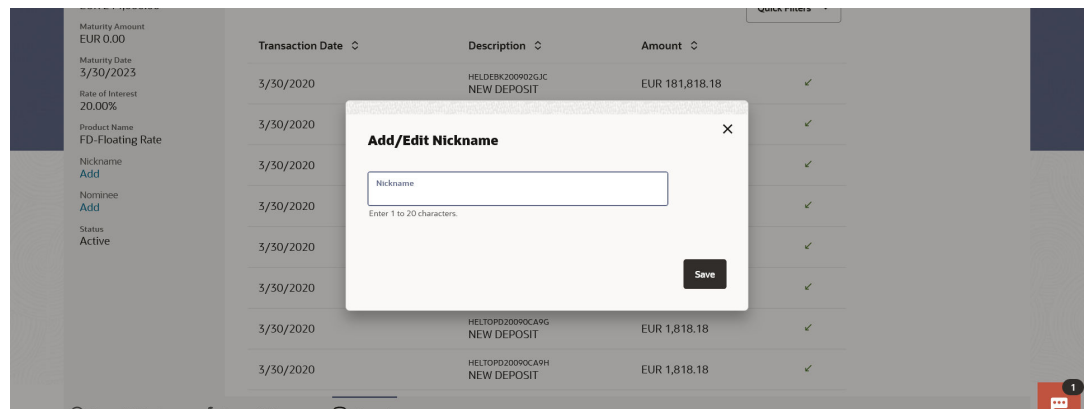 Quick Filters
Maturity Amount
EUR 0.00
Maturity Date
3/30/2023
Rate of Interest
20.00%
Product Name
FD-Floating Rate
Nickname
Add
Nominee
Add
Status
Active
Transaction Date Description Amount
3/30/2020 HELDEBK200902GJC
NEW DEPOSIT EUR 181,818.18
3/30/2020
3/30/2020
3/30/2020
3/30/2020
3/30/2020
3/30/2020 HELTOPD20090CA9G
NEW DEPOSIT EUR 1,818.18
3/30/2020 HELTOPD20090CA9H
NEW DEPOSIT EUR 1,818.18
Add/Edit Nickname
Nickname
Enter 1 to 20 characters.
Save
1